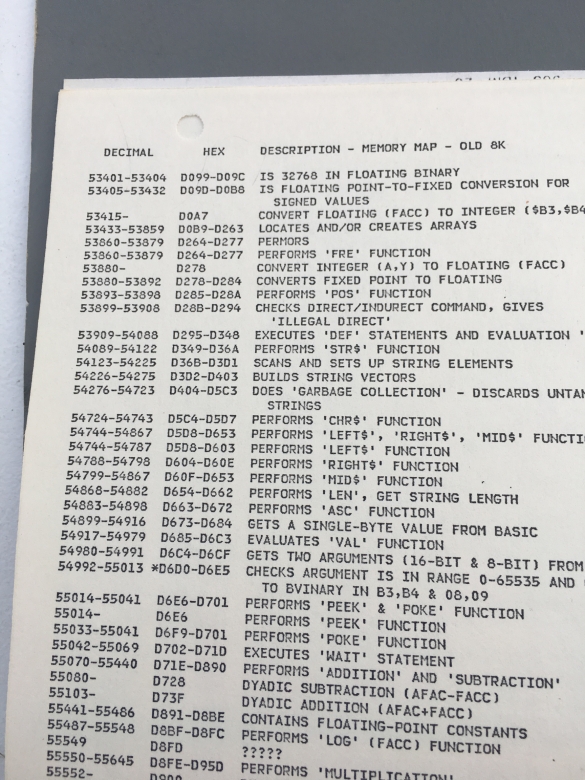 DECIMAL HEX DESCRIPTION - MEMORY MAP - OLD 8K
53401-53404 D099-D09C IS 32768 IN FLOATING BINARY
53405-53432 D09D-D0B8 IS FLOATING POINT-TO-FIXED CONVERSION FOR
SIGNED VALUES
53415- D0A7 CONVERT FLOATING (FACC) TO INTEGER ($B3,$B4
53433-53859 D0B9-D263 LOCATES AND/OR CREATES ARRAYS
53860-53879 D264-D277 PERMORS
53860-53879 D264-D277 PERFORMS 'FRE' FUNCTION
53880- D278 CONVERT INTEGER (A,Y) TO FLOATING (FACC)
53880-53892 D278-D284 CONVERTS FIXED POINT TO FLOATING
53893-53898 D285-D28A PERFORMS 'POS' FUNCTION
53899-53908 D28B-D294 CHECKS DIRECT/INDURECT COMMAND, GIVES
'ILLEGAL DIRECT'
53909-54088 D295-D348 EXECUTES 'DEF' STATEMENTS AND EVALUATION '
54089-54122 D349-D36A PERFORMS 'STR$' FUNCTION
54123-54225 D36B-D3D1 SCANS AND SETS UP STRING ELEMENTS
54226-54275 D3D2-D403 BUILDS STRING VECTORS
54276-54723 D404-D5C3 DOES 'GARBAGE COLLECTION' - DISCARDS UNTAN
STRINGS
54724-54743 D5C4-D5D7 PERFORMS 'CHR$' FUNCTION
54744-54867 D5D8-D653 PERFORMS 'LEFT$', 'RIGHT$', 'MID$' FUNCTI
54744-54787 D5D8-D603 PERFORMS 'LEFT$' FUNCTION
54788-54798 D604-D60E PERFORMS 'RIGHT$' FUNCTION
54799-54867 D60F-D653 PERFORMS 'MID$' FUNCTION
54868-54882 D654-D662 PERFORMS 'LEN', GET STRING LENGTH
54883-54898 D663-D672 PERFORMS 'ASC' FUNCTION
54899-54916 D673-D684 GETS A SINGLE-BYTE VALUE FROM BASIC
54917-54979 D685-D6C3 EVALUATES 'VAL' FUNCTION
54980-54991 D6C4-D6CF GETS TWO ARGUMENTS (16-BIT & 8-BIT) FROM
54992-55013 *D6D0-D6E5 CHECKS ARGUMENT IS IN RANGE 0-65535 AND
TO BVINARY IN B3,B4 & 08,09
55014-55041 D6E6-D701 PERFORMS 'PEEK' & 'POKE' FUNCTION
55014- D6E6 PERFORMS 'PEEK' FUNCTION
55033-55041 D6F9-D701 PERFORMS 'POKE' FUNCTION
55042-55069 D702-D71D EXECUTES 'WAIT' STATEMENT
55070-55440 D71E-D890 PERFORMS 'ADDITION' AND 'SUBTRACTION'
55080- D728 DYADIC SUBTRACTION (AFAC-FACC)
55103- D73F DYADIC ADDITION (AFAC+FACC)
55441-55486 D891-D8BE CONTAINS FLOATING-POINT CONSTANTS
55487-55548 D8BF-D8FC PERFORMS 'LOG' (FACC) FUNCTION
55549 D8FD ?????
55550-55645 D8FE-D95D PERFORMS 'MULTIPLICATION'
55552-